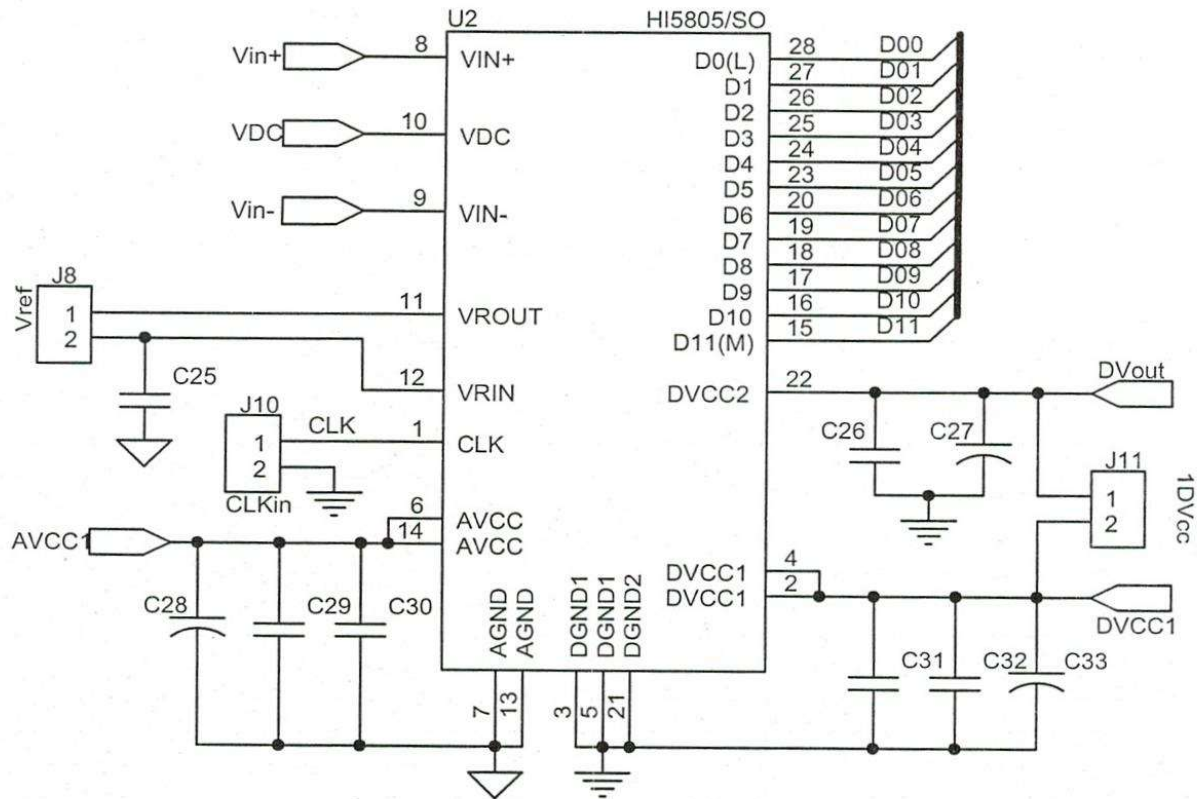 U2 HI5805/SO
Vin+ 8 VIN+
VDC 10 VDC
Vin- 9 VIN-
D0(L) 28 D00
D1 27 D01
D2 26 D02
D3 25 D03
D4 24 D04
D5 23 D05
D6 20 D06
D7 19 D07
D8 18 D08
D9 17 D09
D10 16 D10
D11(M) 15 D11
J8
Vref
1 11 VROUT
2
C25
12 VRIN
J10
1 CLK 1 CLK
2
CLKin
DVCC2 22 DVout
C26 C27
J11
1
2
1DVcc
AVCC1
6 AVCC
14 AVCC
C28 C29 C30
AGND AGND DGND1 DGND1 DGND2
7 13 3 5 21
DVCC1 4
DVCC1 2
DVCC1
C31 C32 C33